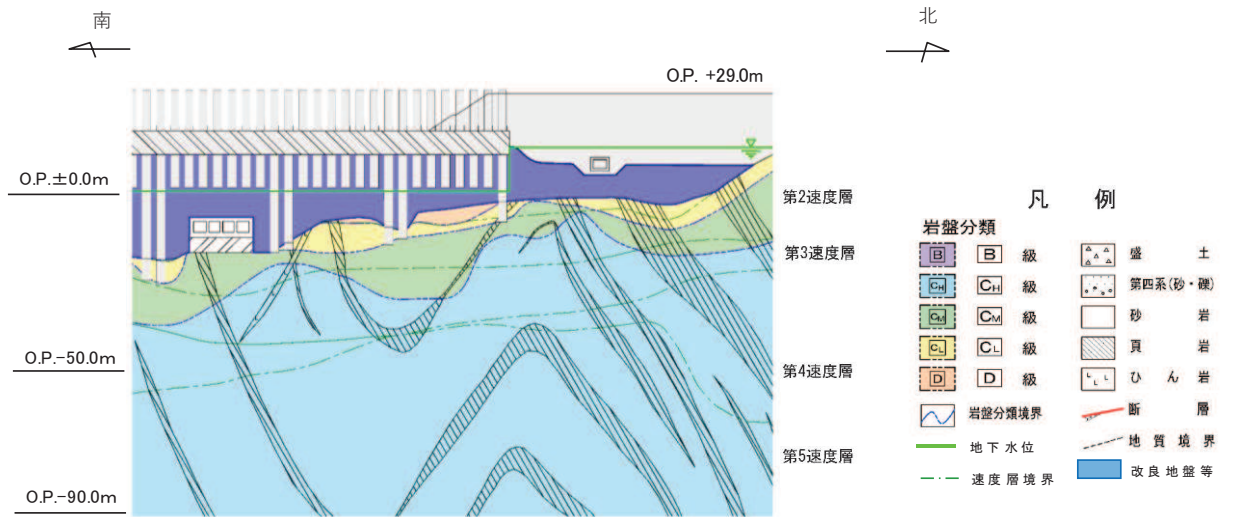 南
北
O.P. +29.0m
O.P.±0.0m
O.P.-50.0m
O.P.-90.0m
第2速度層
第3速度層
第4速度層
第5速度層
凡 例
岩盤分類
B B 級
CH CH 級
CM CM 級
CL CL 級
D D 級
岩盤分類境界
地下水位
速度層境界
盛 土
第四系(砂・礫)
砂 岩
頁 岩
ひ ん 岩
断 層
地 質 境 界
改良地盤等